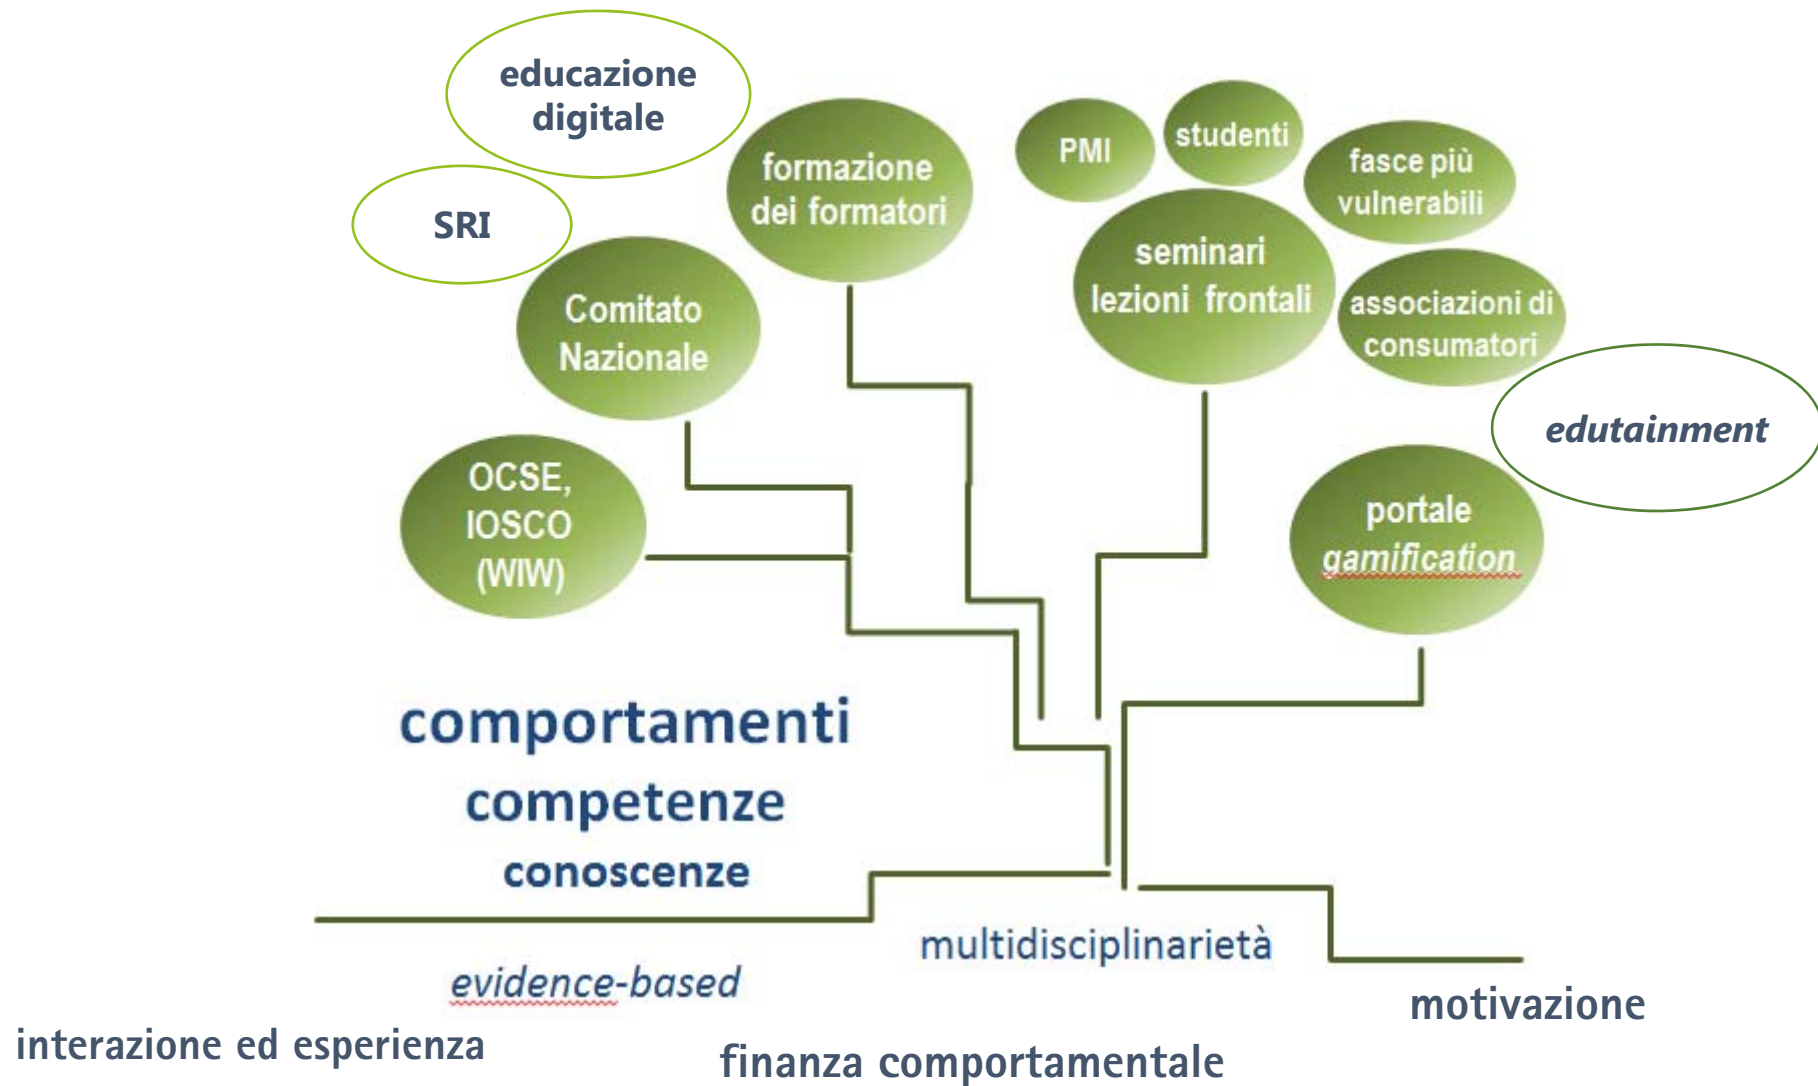 educazione
digitale
SRI
formazione
dei formatori
Comitato
Nazionale
OCSE,
IOSCO
(WIW)
PMI
studenti
fasce più
vulnerabili
seminari
lezioni frontali
associazioni di
consumatori
edutainment
portale
gamification
comportamenti
competenze
conoscenze
multidisciplinarietà
evidence-based
motivazione
interazione ed esperienza
finanza comportamentale